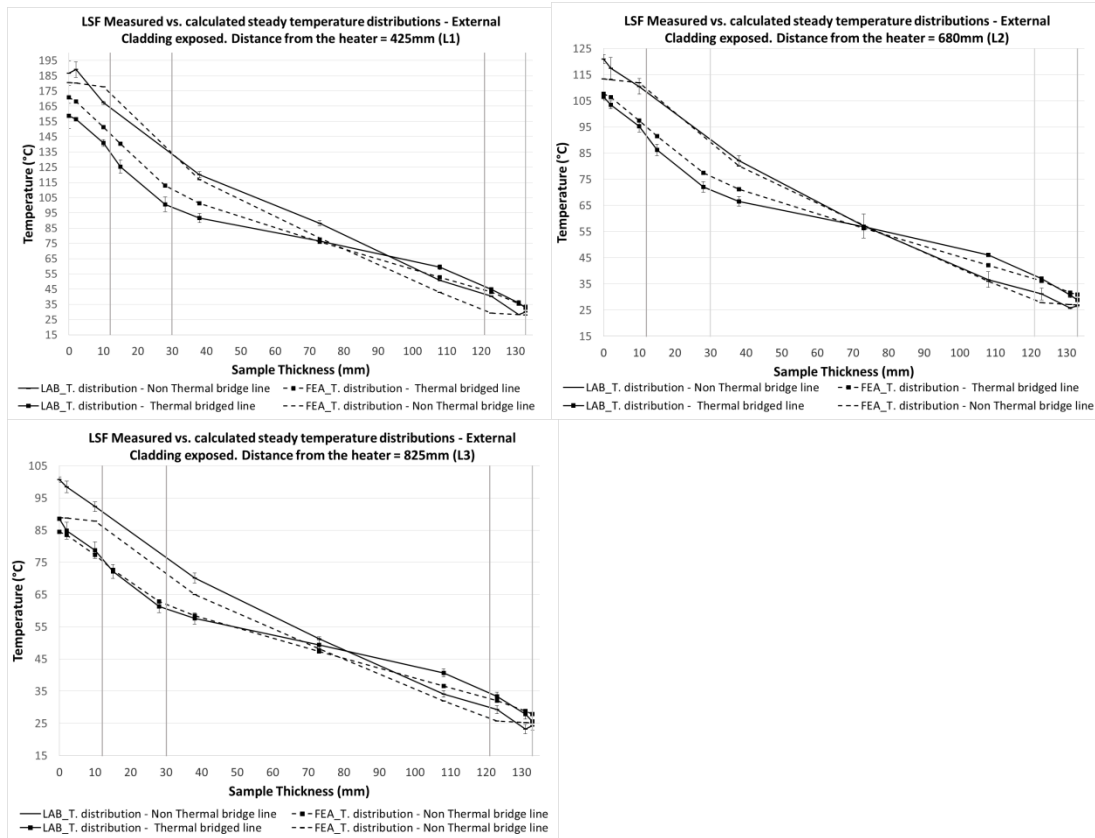 LSF Measured vs. calculated steady temperature distributions - External
Cladding exposed. Distance from the heater = 425mm (L1)
Temperature (°C)
195
185
175
165
155
145
135
125
115
105
95
85
75
65
55
45
35
25
15
0 10 20 30 40 50 60 70 80 90 100 110 120 130
Sample Thickness (mm)
LAB_T. distribution - Non Thermal bridge line
FEA_T. distribution - Thermal bridged line
LAB_T. distribution - Thermal bridged line
FEA_T. distribution - Non Thermal bridge line
LSF Measured vs. calculated steady temperature distributions - External
Cladding exposed. Distance from the heater = 680mm (L2)
Temperature (°C)
125
115
105
95
85
75
65
55
45
35
25
15
0 10 20 30 40 50 60 70 80 90 100 110 120 130
Sample Thickness (mm)
LAB_T. distribution - Non Thermal bridge line
FEA_T. distribution - Thermal bridged line
LAB_T. distribution - Thermal bridged line
FEA_T. distribution - Non Thermal bridge line
LSF Measured vs. calculated steady temperature distributions - External
Cladding exposed. Distance from the heater = 825mm (L3)
Temperature (°C)
105
95
85
75
65
55
45
35
25
15
0 10 20 30 40 50 60 70 80 90 100 110 120 130
Sample Thickness (mm)
LAB_T. distribution - Non Thermal bridge line
FEA_T. distribution - Thermal bridged line
LAB_T. distribution - Thermal bridged line
FEA_T. distribution - Non Thermal bridge line